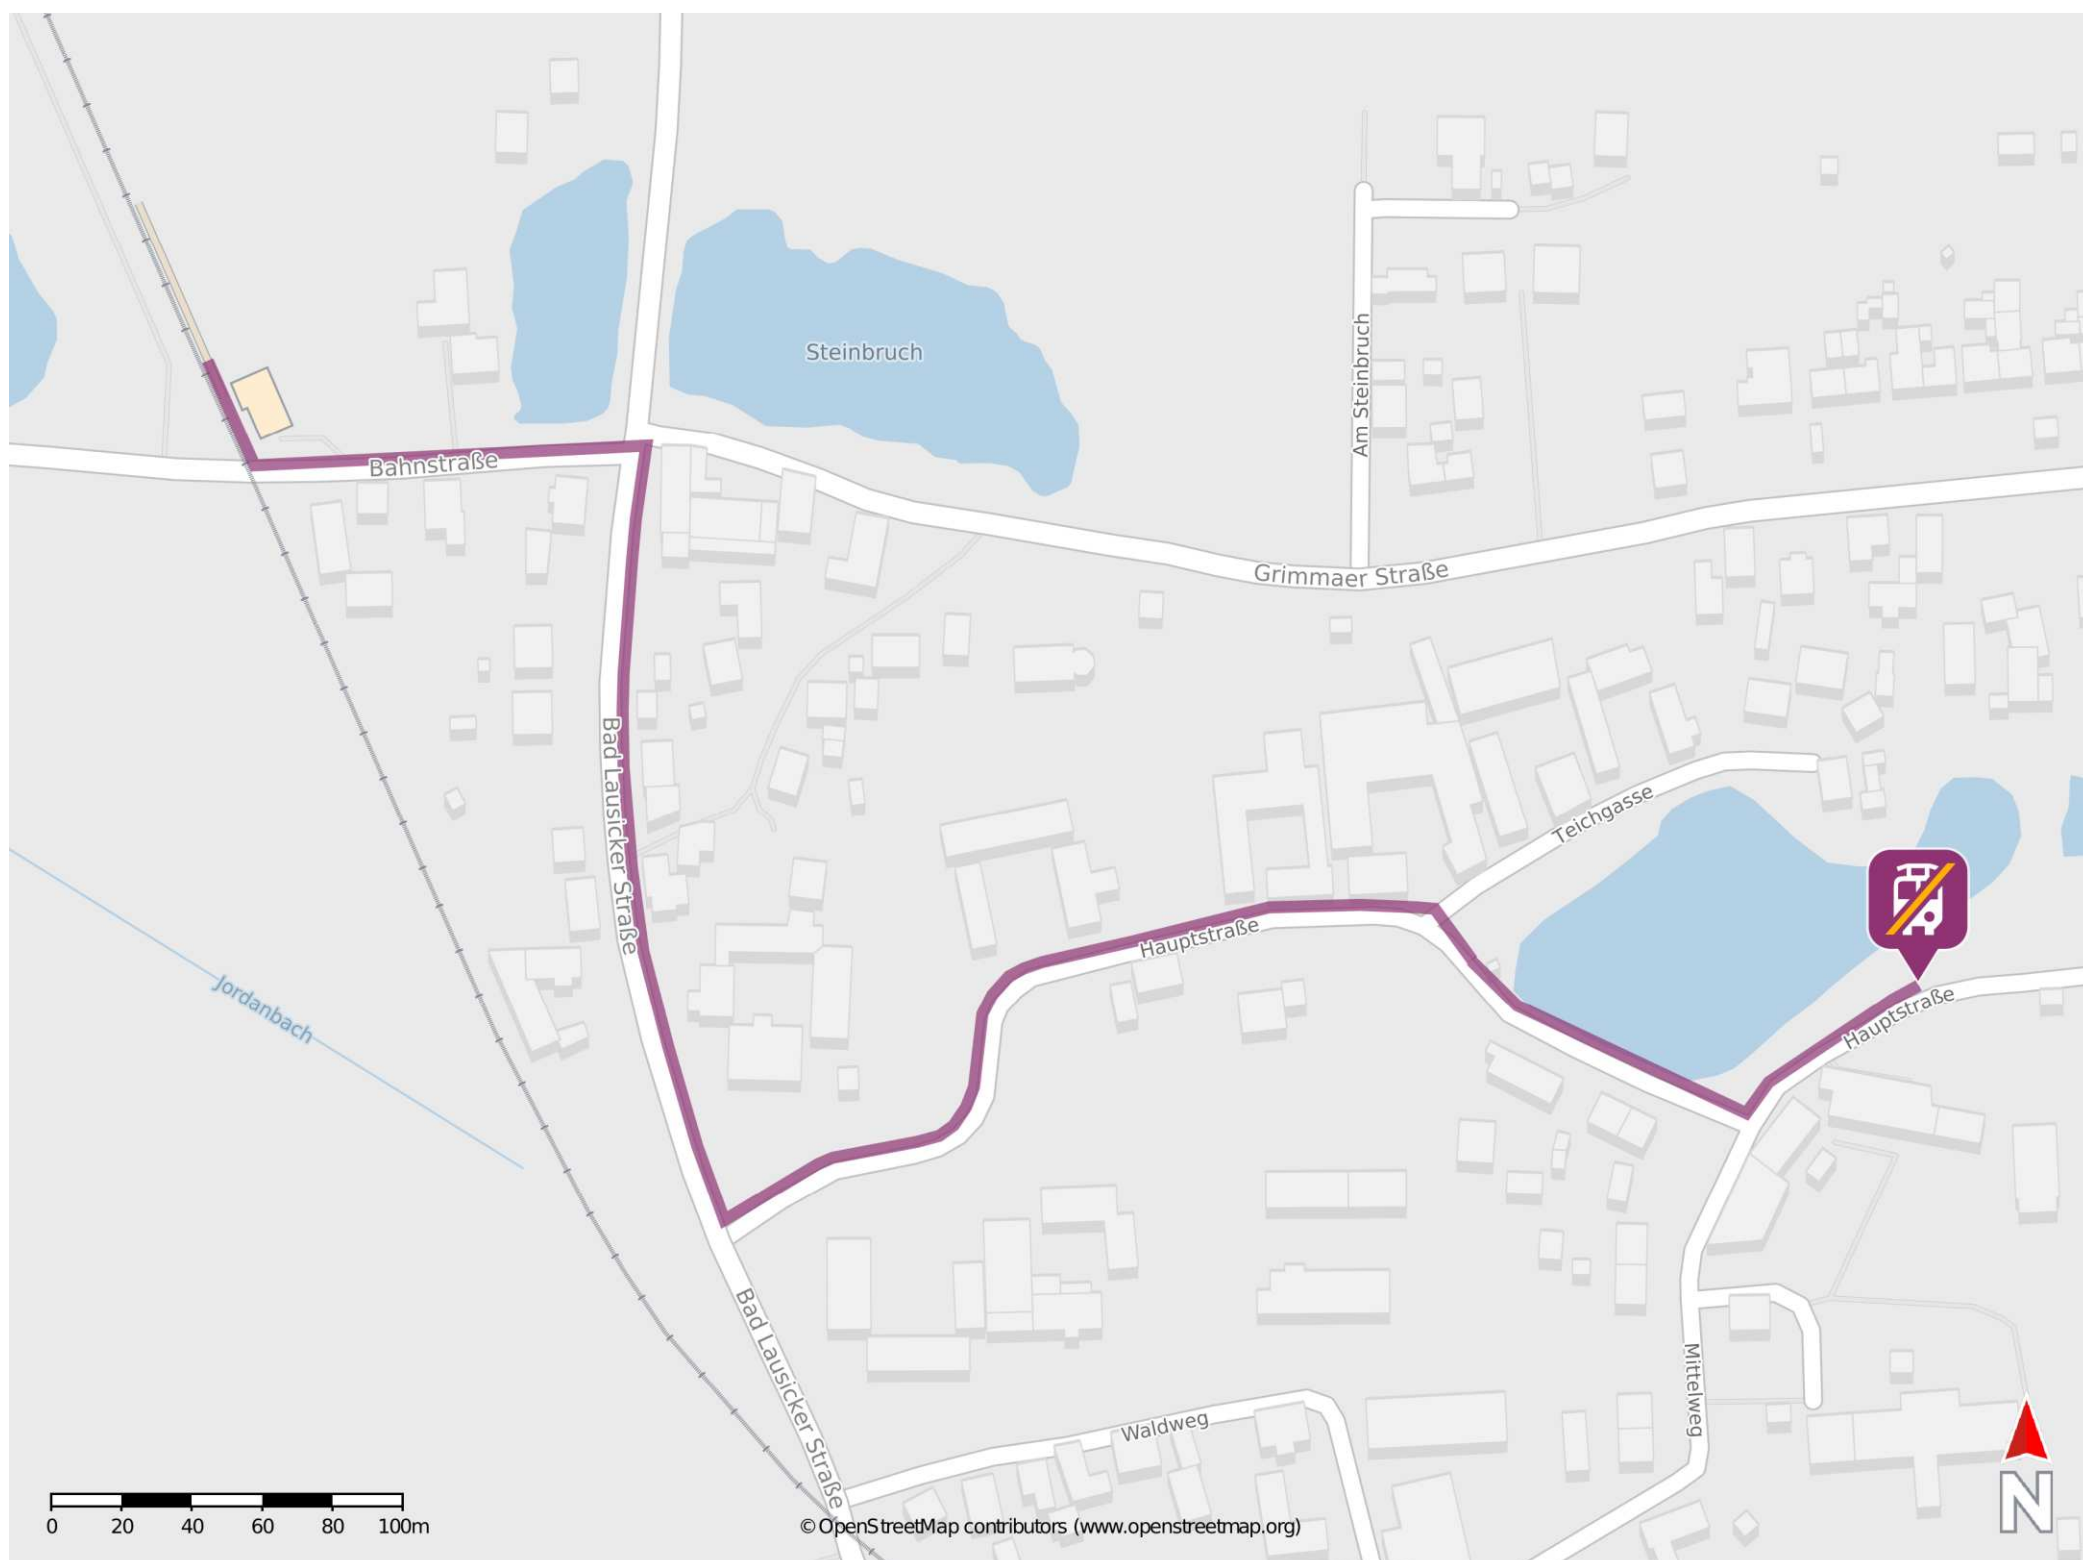 Steinbruch
Am Steinbruch
Bahnstraße
Grimmaer Straße
Bad Lausicker Straße
Teichgasse
Hauptstraße
Jordanbach
Hauptstraße
Bad Lausicker Straße
Mittelweg
Waldweg
0 20 40 60 80 100m
© OpenStreetMap contributors (www.openstreetmap.org)
N